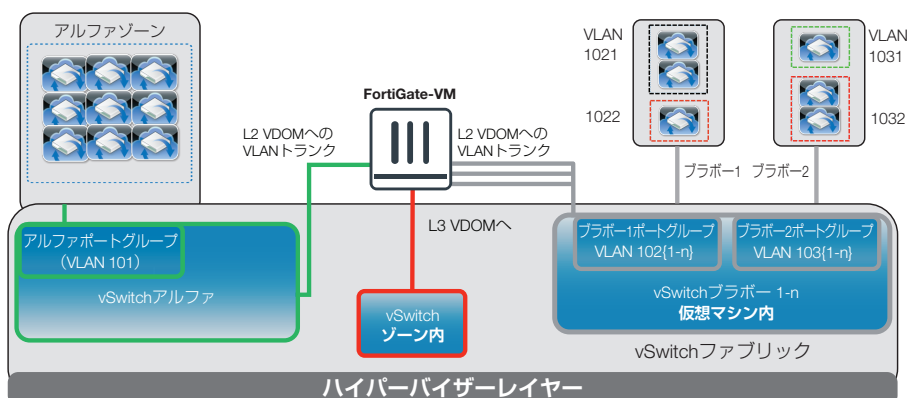 アルファゾーン
VLAN
1021
1022
VLAN
1031
1032
FortiGate-VM
L2 VDOMへの
VLANトランク
L2 VDOMへの
VLANトランク
ブラボー1
ブラボー2
L3 VDOMへ
アルファポートグループ
（VLAN 101）
vSwitchアルファ
vSwitch
ゾーン内
ブラボー1ポートグループ
VLAN 102{1-n}
ブラボー2ポートグループ
VLAN 103{1-n}
vSwitchブラボー 1-n
仮想マシン内
vSwitchファブリック
ハイパーバイザーレイヤー